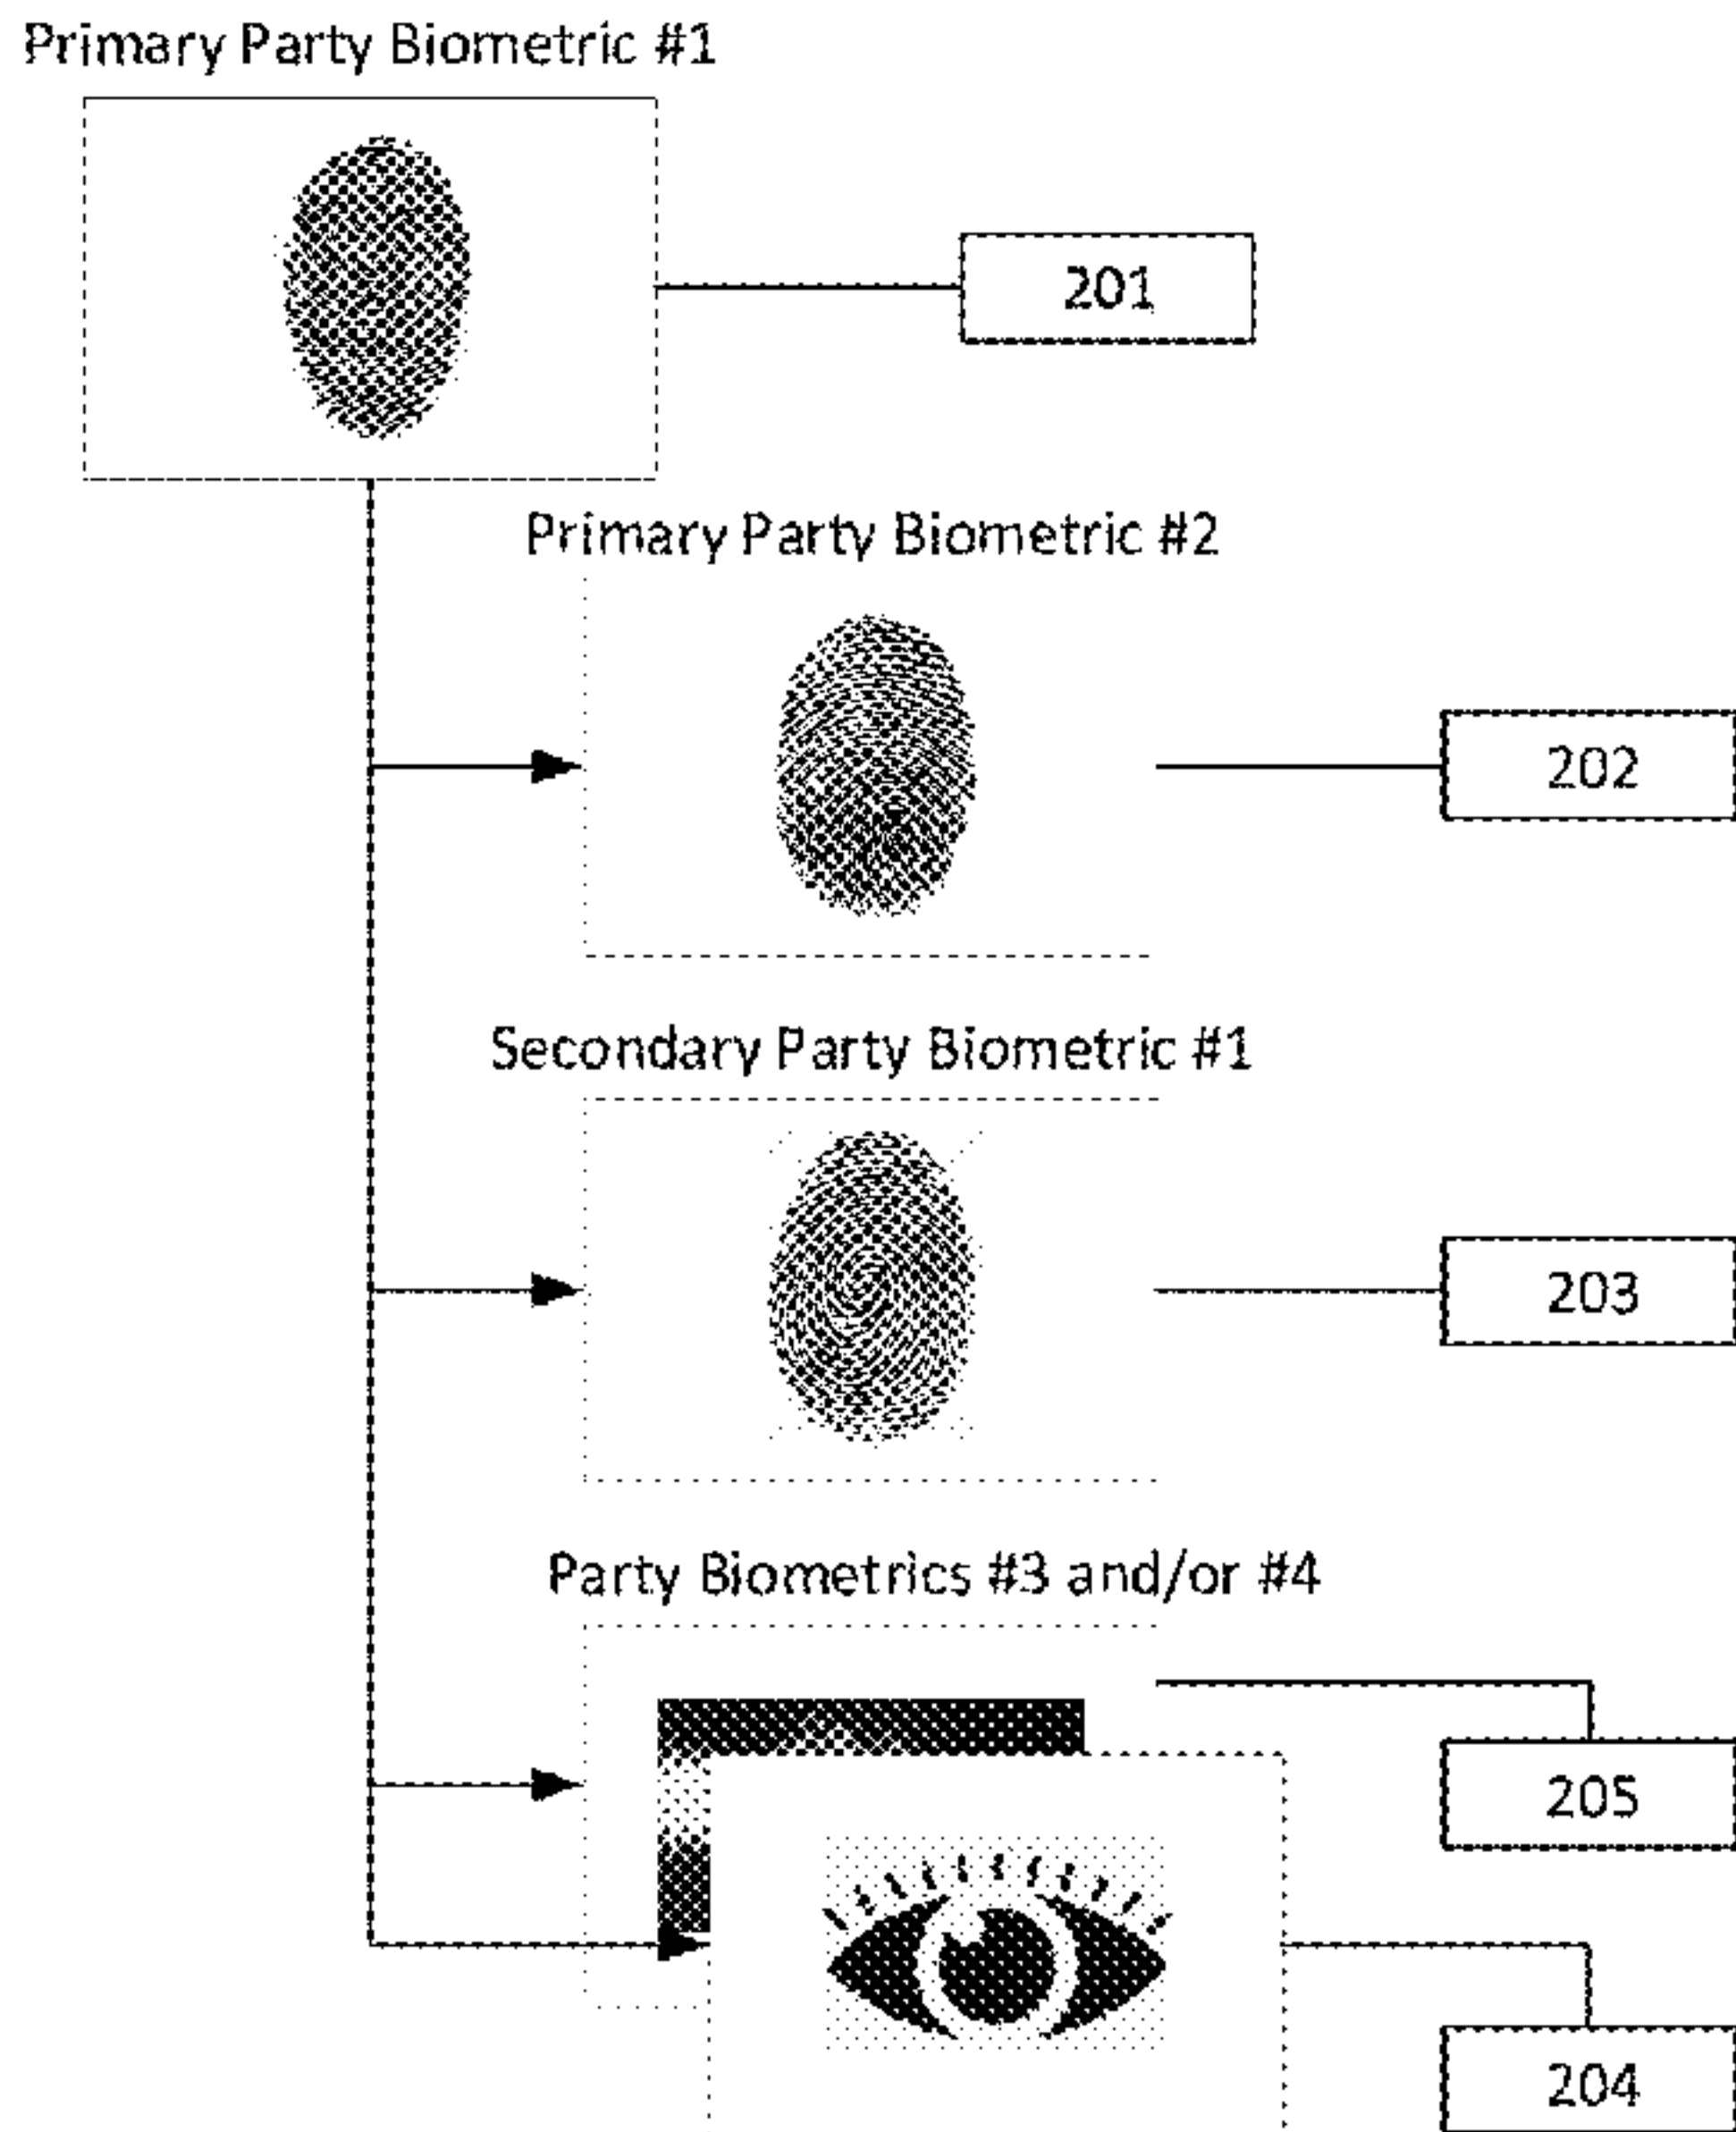 Primary Party Biometric #1
201
Primary Party Biometric #2
202
Secondary Party Biometric #1
203
Party Biometrics #3 and/or #4
205
204